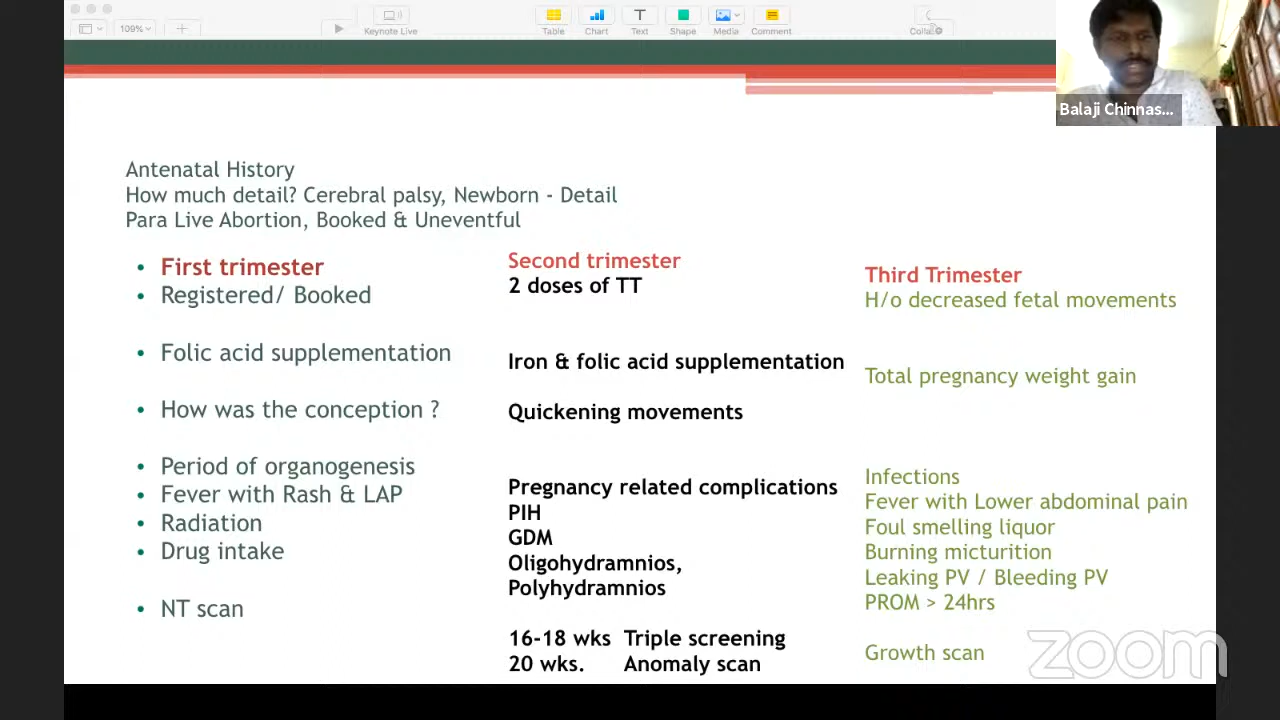 109%
Keynote Live
Table
Chart
Text
Shape
Media
Comment
Balaji Chinnas...
Antenatal History
How much detail? Cerebral palsy, Newborn - Detail
Para Live Abortion, Booked & Uneventful
• First trimester
• Registered/ Booked
• Folic acid supplementation
• How was the conception ?
• Period of organogenesis
• Fever with Rash & LAP
• Radiation
• Drug intake
• NT scan
Second trimester
2 doses of TT
Iron & folic acid supplementation
Quickening movements
Pregnancy related complications
PIH
GDM
Oligohydramnios,
Polyhydramnios
16-18 wks Triple screening
20 wks. Anomaly scan
Third Trimester
H/o decreased fetal movements
Total pregnancy weight gain
Infections
Fever with Lower abdominal pain
Foul smelling liquor
Burning micturition
Leaking PV / Bleeding PV
PROM > 24hrs
Growth scan
zoom